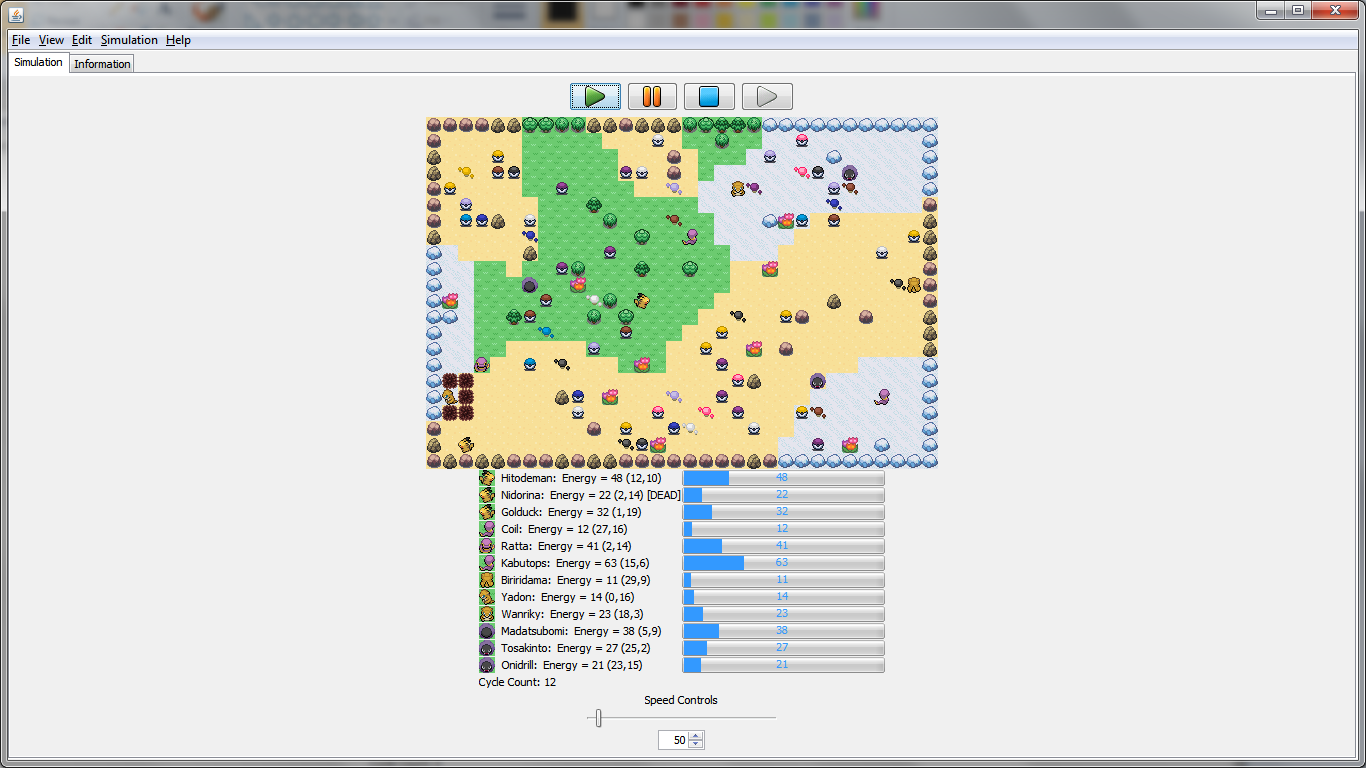 File View Edit Simulation Help
Simulation Information
Hitodeman: Energy = 48 (12,10) 48
Nidorina: Energy = 22 (2,14) [DEAD] 22
Golduck: Energy = 32 (1,19) 32
Coil: Energy = 12 (27,16) 12
Ratta: Energy = 41 (2,14) 41
Kabutops: Energy = 63 (15,6) 63
Biriridama: Energy = 11 (29,9) 11
Yadon: Energy = 14 (0,16) 14
Wanriky: Energy = 23 (18,3) 23
Madatsubomi: Energy = 38 (5,9) 38
Tosakinto: Energy = 27 (25,2) 27
Onidrill: Energy = 21 (23,15) 21
Cycle Count: 12
Speed Controls
50